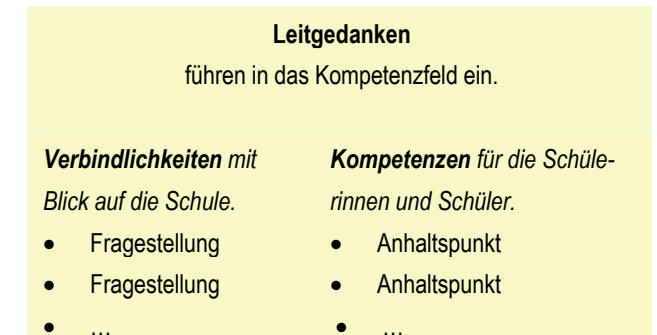 Leitgedanken
führen in das Kompetenzfeld ein.
Verbindlichkeiten mit
Blick auf die Schule.
• Fragestellung
• Fragestellung
• …
Kompetenzen für die Schüle-
rinnen und Schüler.
• Anhaltspunkt
• Anhaltspunkt
• …